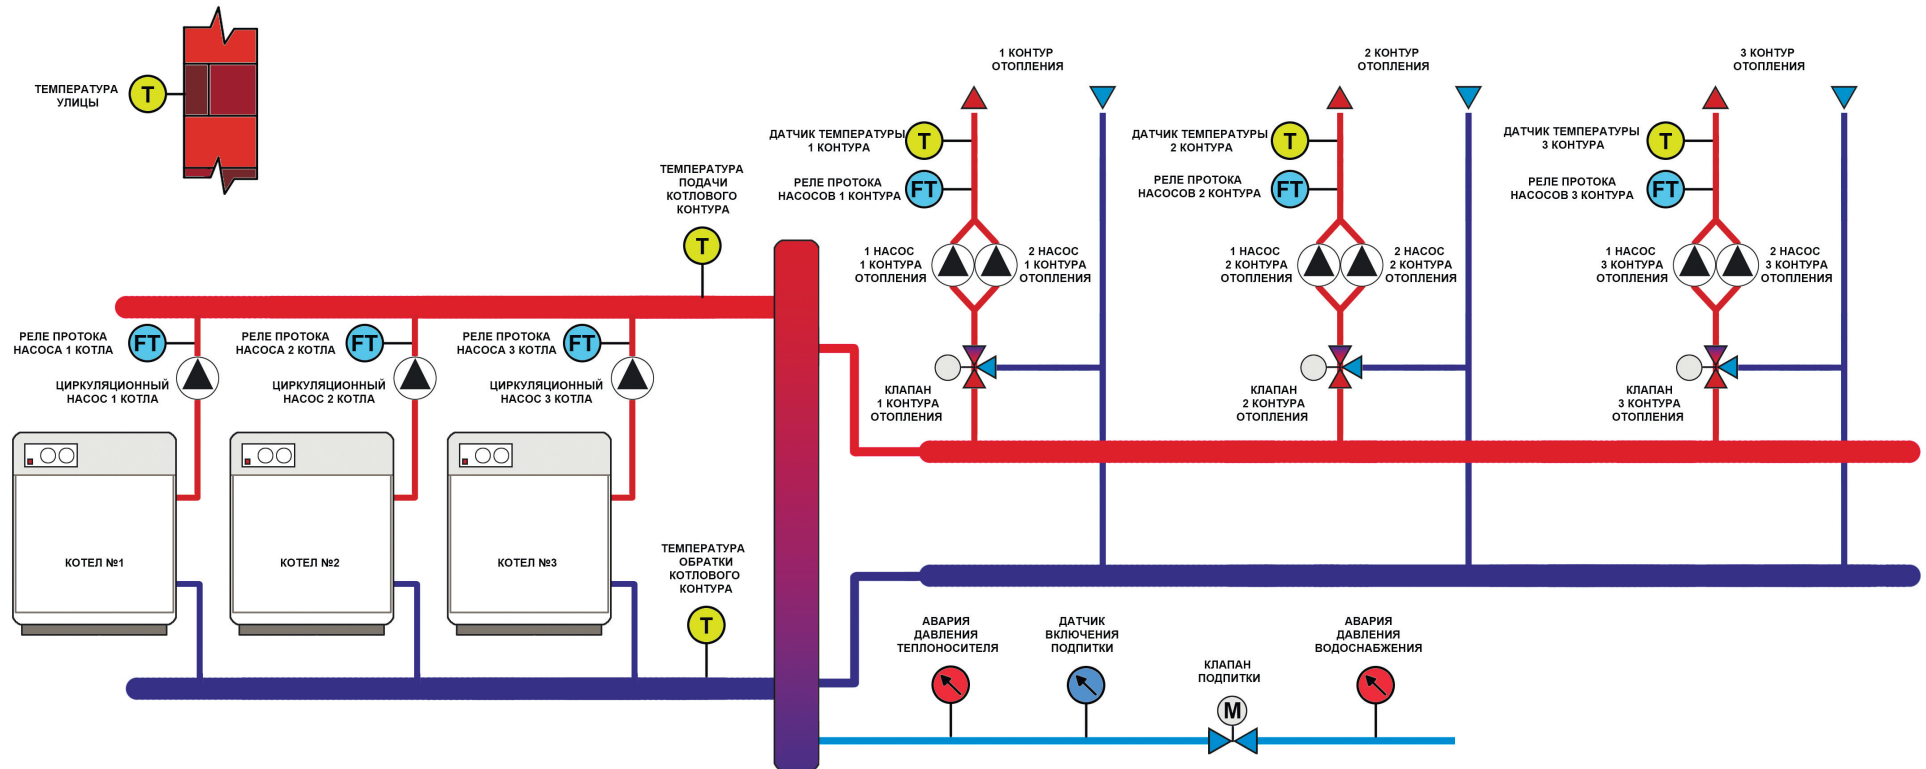 ТЕМПЕРАТУРА
УЛИЦЫ
T
ТЕМПЕРАТУРА
ПОДАЧИ
КОТЛОВОГО
КОНТУРА
T
РЕЛЕ ПРОТОКА
НАСОСА 1 КОТЛА
FT
РЕЛЕ ПРОТОКА
НАСОСА 2 КОТЛА
FT
РЕЛЕ ПРОТОКА
НАСОСА 3 КОТЛА
FT
ЦИРКУЛЯЦИОННЫЙ
НАСОС 1 КОТЛА
ЦИРКУЛЯЦИОННЫЙ
НАСОС 2 КОТЛА
ЦИРКУЛЯЦИОННЫЙ
НАСОС 3 КОТЛА
КОТЕЛ №1
КОТЕЛ №2
КОТЕЛ №3
ТЕМПЕРАТУРА
ОБРАТКИ
КОТЛОВОГО
КОНТУРА
T
1 КОНТУР
ОТОПЛЕНИЯ
ДАТЧИК ТЕМПЕРАТУРЫ
1 КОНТУРА
T
РЕЛЕ ПРОТОКА
НАСОСОВ 1 КОНТУРА
FT
1 НАСОС
1 КОНТУРА
ОТОПЛЕНИЯ
2 НАСОС
1 КОНТУРА
ОТОПЛЕНИЯ
КЛАПАН
1 КОНТУРА
ОТОПЛЕНИЯ
2 КОНТУР
ОТОПЛЕНИЯ
ДАТЧИК ТЕМПЕРАТУРЫ
2 КОНТУРА
T
РЕЛЕ ПРОТОКА
НАСОСОВ 2 КОНТУРА
FT
1 НАСОС
2 КОНТУРА
ОТОПЛЕНИЯ
2 НАСОС
2 КОНТУРА
ОТОПЛЕНИЯ
КЛАПАН
2 КОНТУРА
ОТОПЛЕНИЯ
3 КОНТУР
ОТОПЛЕНИЯ
ДАТЧИК ТЕМПЕРАТУРЫ
3 КОНТУРА
T
РЕЛЕ ПРОТОКА
НАСОСОВ 3 КОНТУРА
FT
1 НАСОС
3 КОНТУРА
ОТОПЛЕНИЯ
2 НАСОС
3 КОНТУРА
ОТОПЛЕНИЯ
КЛАПАН
3 КОНТУРА
ОТОПЛЕНИЯ
АВАРИЯ
ДАВЛЕНИЯ
ТЕПЛОНОСИТЕЛЯ
ДАТЧИК
ВКЛЮЧЕНИЯ
ПОДПИТКИ
КЛАПАН
ПОДПИТКИ
M
АВАРИЯ
ДАВЛЕНИЯ
ВОДОСНАБЖЕНИЯ